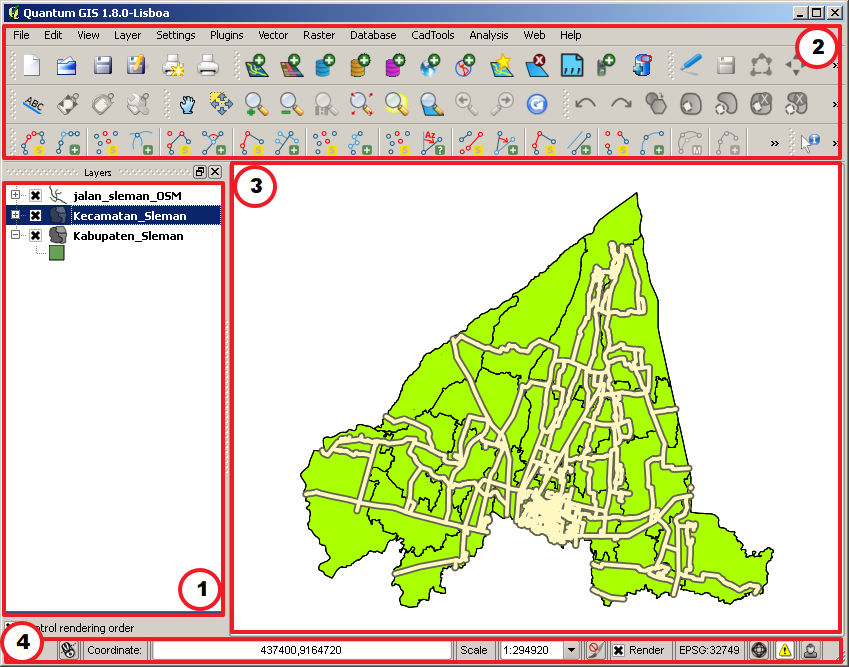 Quantum GIS 1.8.0-Lisboa
File Edit View Layer Settings Plugins Vector Raster Database CadTools Analysis Web Help
2
ABC
»
S S S S S S S Az ? S S S M »
Layers
3
jalan_sleman_OSM
Kecamatan_Sleman
Kabupaten_Sleman
1
trol rendering order
4
Coordinate: 437400,9164720 Scale 1:294920 Render EPSG:32749